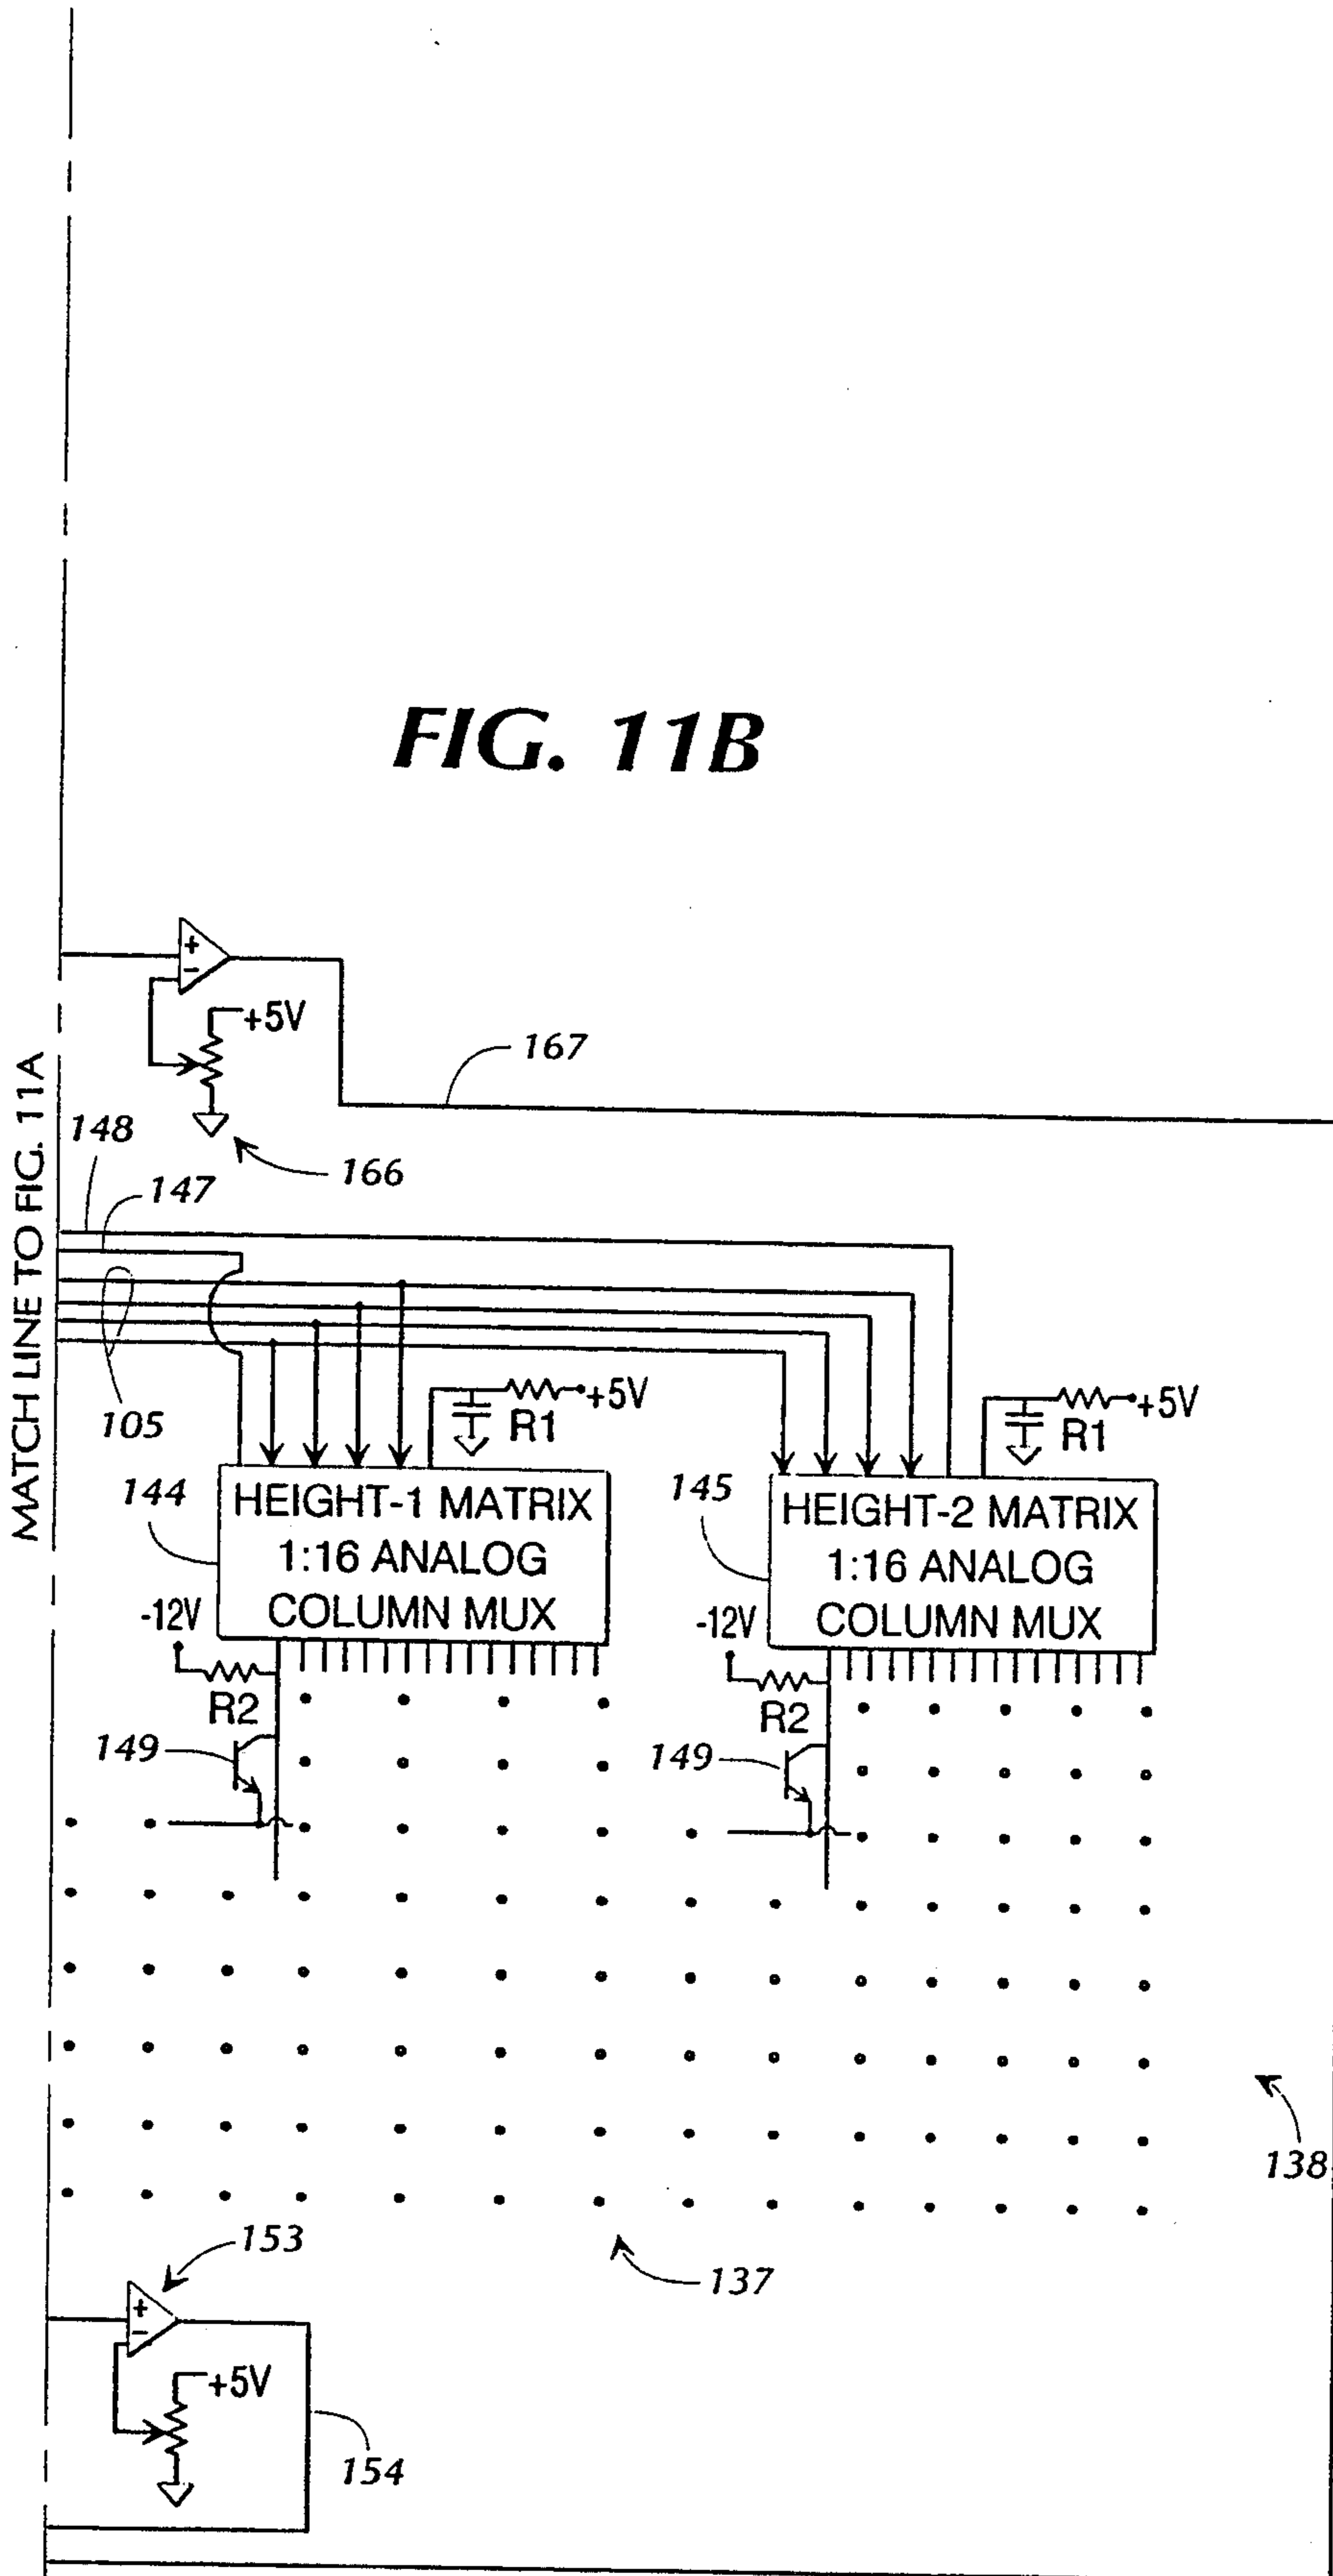 FIG. 11B
MATCH LINE TO FIG. 11A
+
-
+5V
167
166
148
147
105
+5V
R1
+5V
R1
144
HEIGHT-1 MATRIX
1:16 ANALOG
COLUMN MUX
145
HEIGHT-2 MATRIX
1:16 ANALOG
COLUMN MUX
-12V
R2
149
-12V
R2
149
138
137
153
+
-
+5V
154